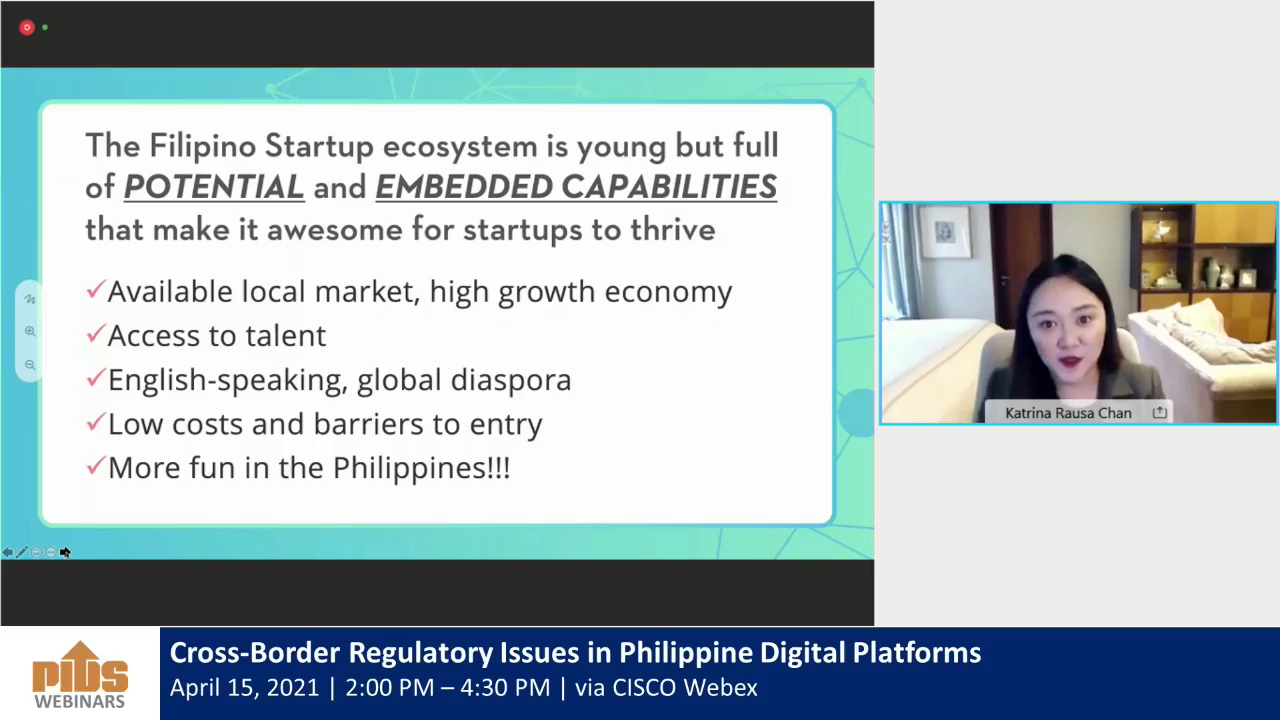 The Filipino Startup ecosystem is young but full
of POTENTIAL and EMBEDDED CAPABILITIES
that make it awesome for startups to thrive
✓Available local market, high growth economy
✓Access to talent
✓English-speaking, global diaspora
✓Low costs and barriers to entry
✓More fun in the Philippines!!!
Katrina Rausa Chan
PIDS
WEBINARS
Cross-Border Regulatory Issues in Philippine Digital Platforms
April 15, 2021 | 2:00 PM – 4:30 PM | via CISCO Webex